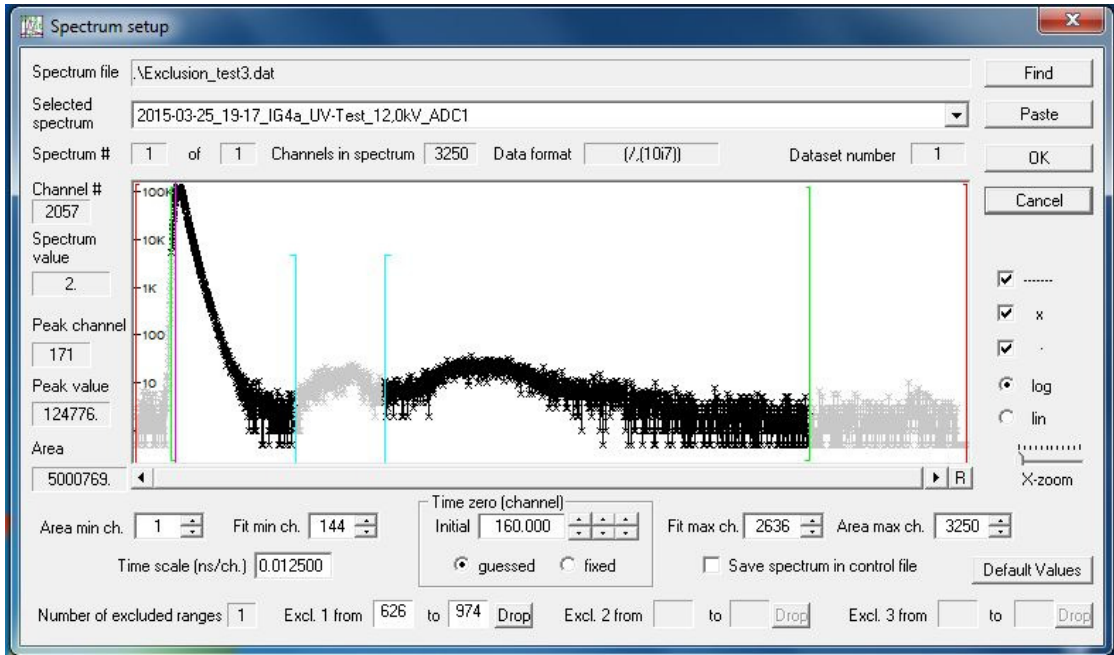 Spectrum setup
Spectrum file .\Exclusion_test3.dat Find
Selected spectrum 2015-03-25_19-17_IG4a_UV-Test_12,0kV_ADC1 Paste
Spectrum # 1 of 1 Channels in spectrum 3250 Data format (/,(10i7)) Dataset number 1 OK
Channel # 2057 Cancel
Spectrum value 2.
Peak channel 171
Peak value 124776.
Area 5000769.
100K
10K
1K
100
10
-------
x
.
log
lin
X-zoom
R
Time zero (channel)
Area min ch. 1 Fit min ch. 144 Initial 160.000 Fit max ch. 2636 Area max ch. 3250
Time scale (ns/ch.) 0.012500 guessed fixed Save spectrum in control file Default Values
Number of excluded ranges 1 Excl. 1 from 626 to 974 Drop Excl. 2 from to Drop Excl. 3 from to Drop